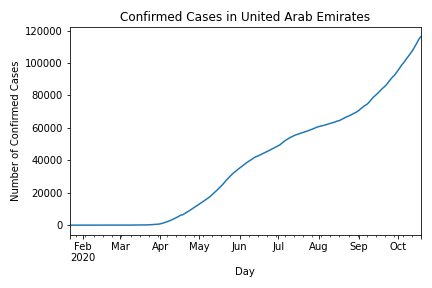 Confirmed Cases in United Arab Emirates
120000
100000
80000
60000
40000
20000
0
Number of Confirmed Cases
Feb Mar Apr May Jun Jul Aug Sep Oct
2020
Day